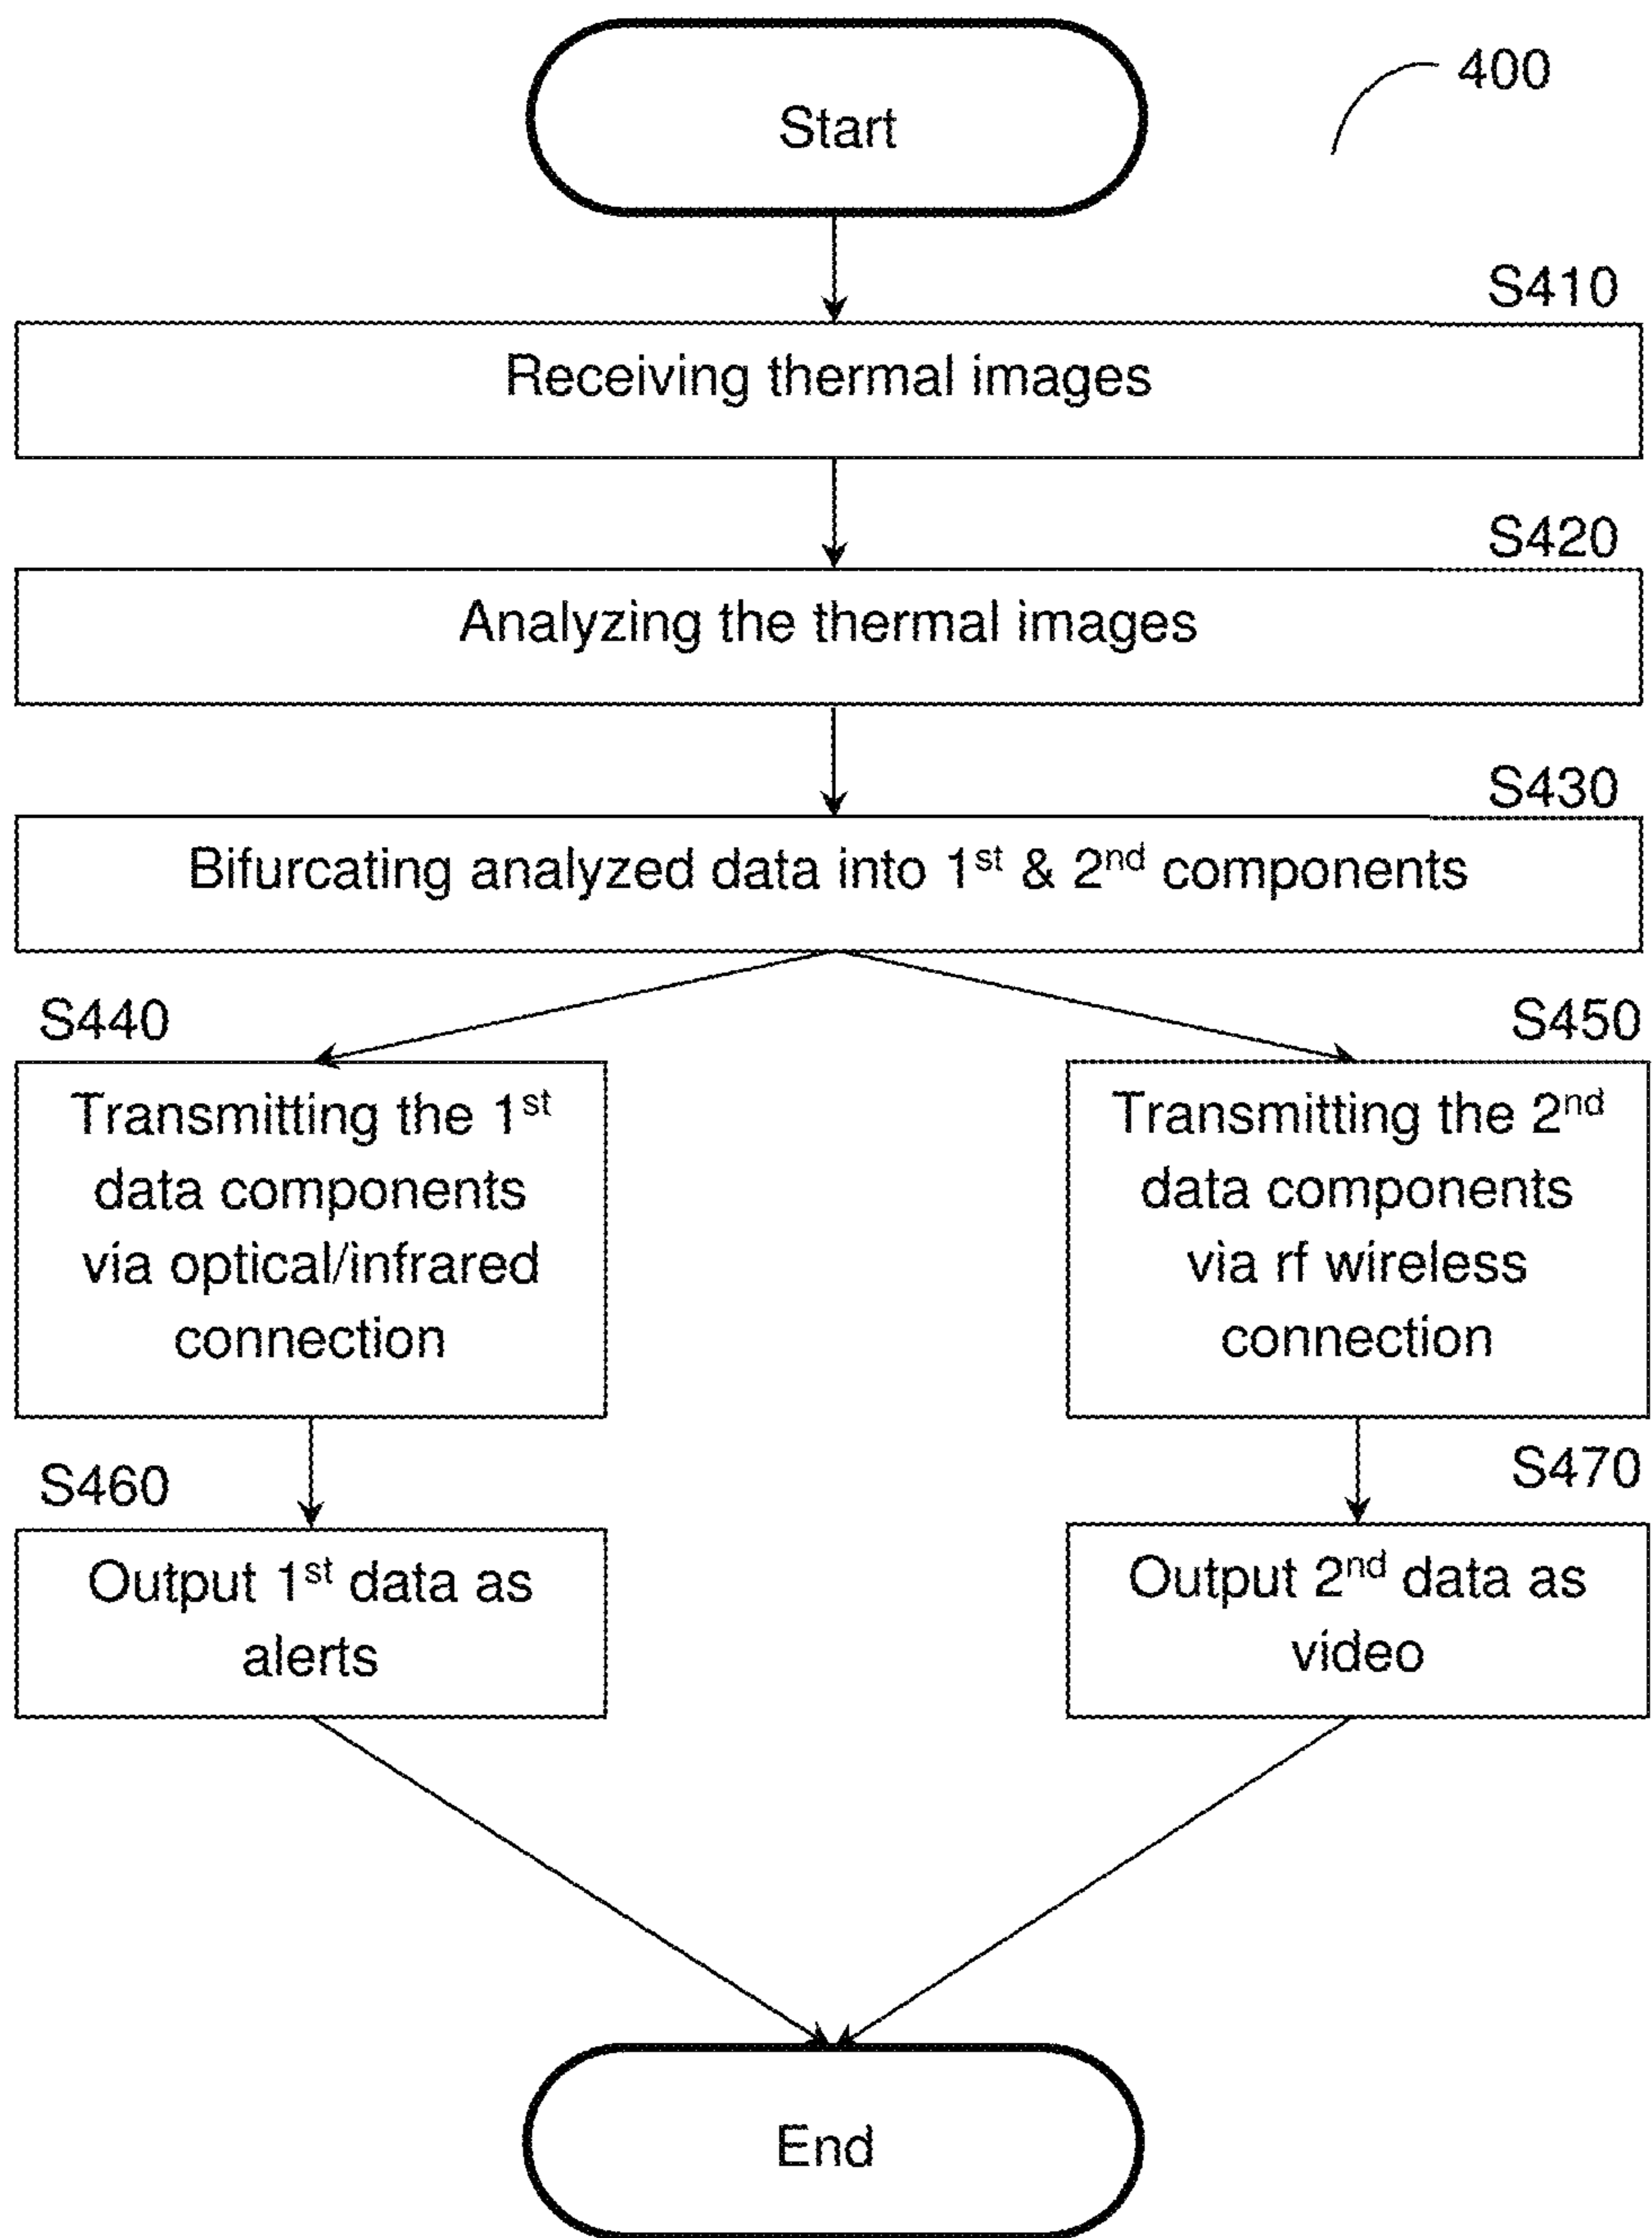 Start
400
S410
Receiving thermal images
S420
Analyzing the thermal images
S430
Bifurcating analyzed data into 1st & 2nd components
S440
Transmitting the 1st
data components
via optical/infrared
connection
S450
Transmitting the 2nd
data components
via rf wireless
connection
S460
Output 1st data as
alerts
S470
Output 2nd data as
video
End